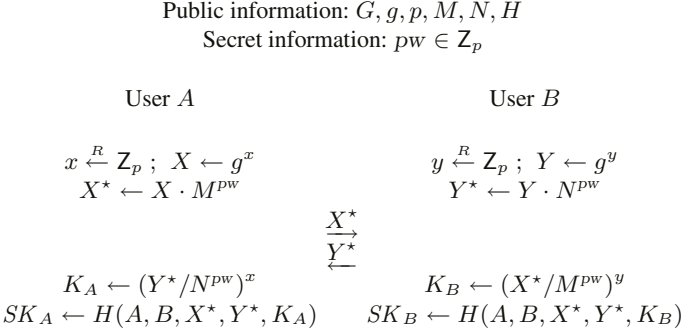 Public information: G, g, p, M, N, H
Secret information: pw ∈ Z_p
User A
User B
x ←^R Z_p ; X ← g^x
y ←^R Z_p ; Y ← g^y
X^⋆ ← X · M^pw
Y^⋆ ← Y · N^pw
X^⋆
→
Y^⋆
←
K_A ← (Y^⋆/N^pw)^x
K_B ← (X^⋆/M^pw)^y
SK_A ← H(A, B, X^⋆, Y^⋆, K_A)
SK_B ← H(A, B, X^⋆, Y^⋆, K_B)